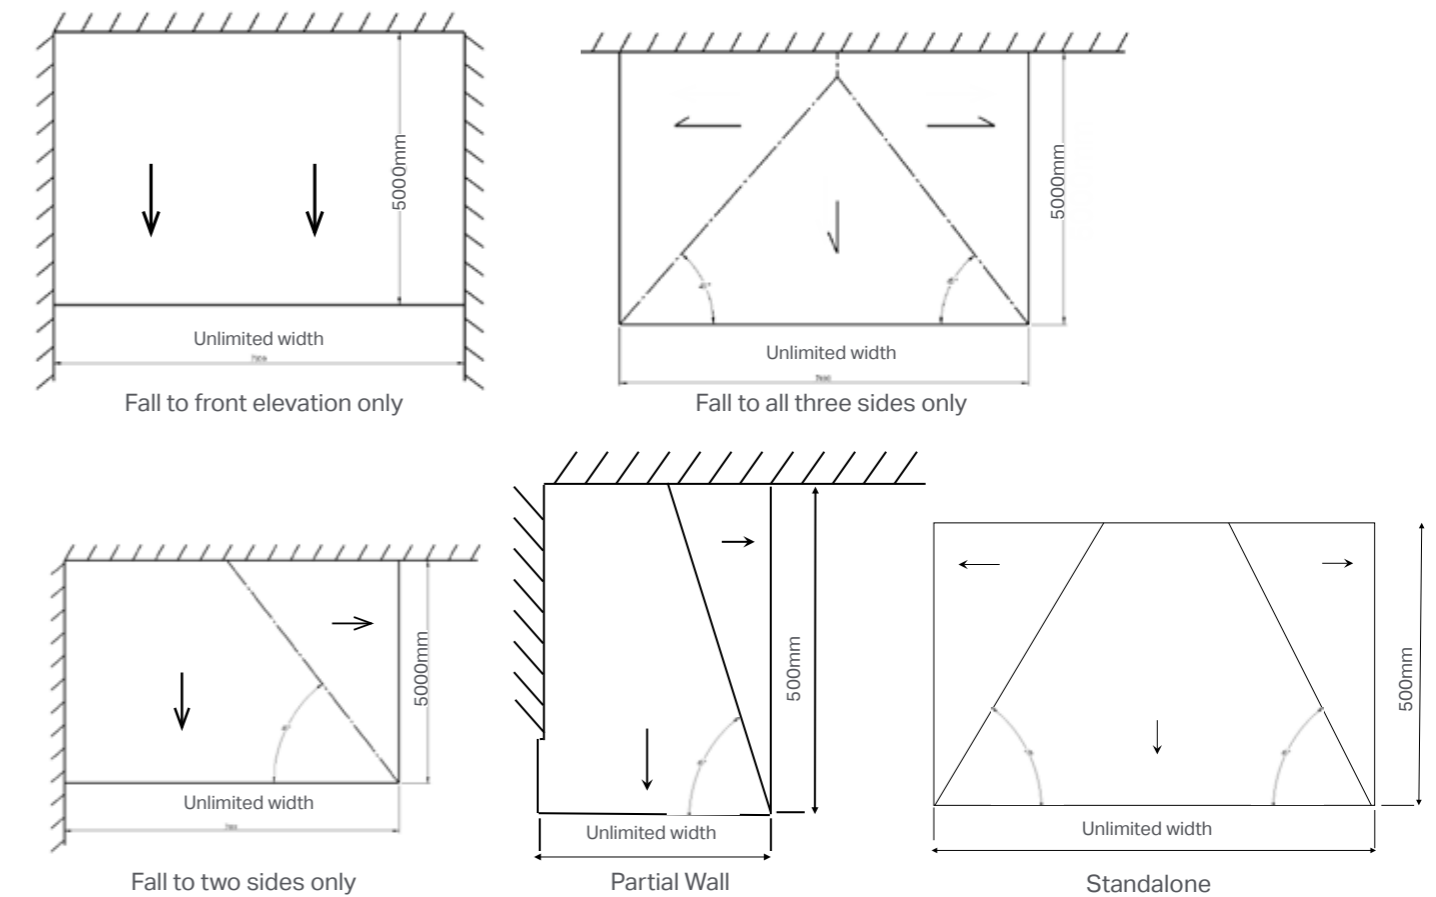 5000mm
Unlimited width
Fall to front elevation only
5000mm
Unlimited width
Fall to all three sides only
5000mm
Unlimited width
Fall to two sides only
500mm
Unlimited width
Partial Wall
500mm
Unlimited width
Standalone